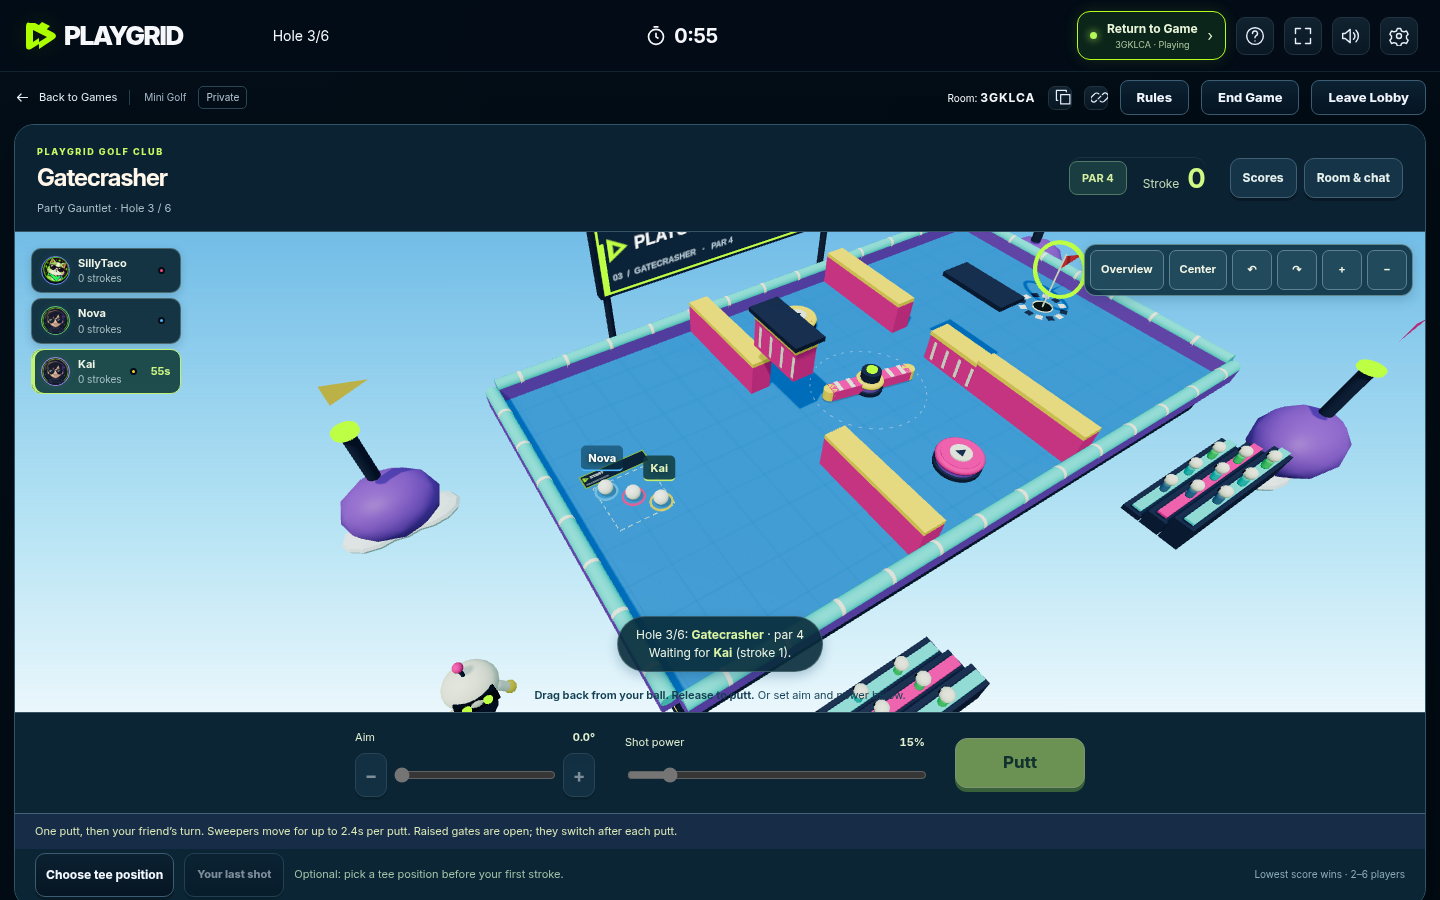 PLAYGRID
Hole 3/6
0:55
Return to Game
3GKLCA · Playing
Back to Games
Mini Golf
Private
Room: 3GKLCA
Rules
End Game
Leave Lobby
PLAYGRID GOLF CLUB
Gatecrasher
Party Gauntlet · Hole 3 / 6
PAR 4
Stroke 0
Scores
Room & chat
SillyTaco
0 strokes
Nova
0 strokes
Kai
0 strokes
55s
03 / GATECRASHER · PAR 4
Overview
Center
Nova
Kai
Hole 3/6: Gatecrasher · par 4
Waiting for Kai (stroke 1).
Drag back from your ball. Release to putt. Or set aim and power below.
Aim
0.0°
Shot power
15%
Putt
One putt, then your friend’s turn. Sweepers move for up to 2.4s per putt. Raised gates are open; they switch after each putt.
Choose tee position
Your last shot
Optional: pick a tee position before your first stroke.
Lowest score wins · 2–6 players